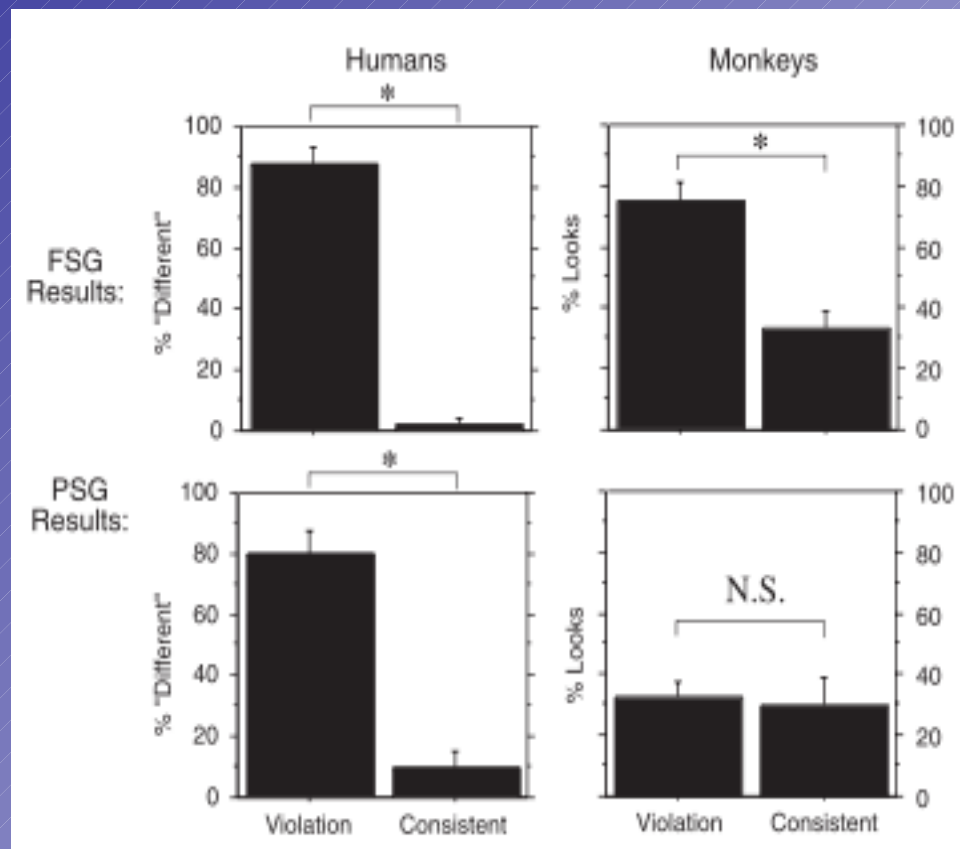 Humans
Monkeys
*
*
FSG
Results:
% "Different"
100
80
60
40
20
0
% Looks
100
80
60
40
20
0
*
PSG
Results:
% "Different"
100
80
60
40
20
0
N.S.
% Looks
100
80
60
40
20
0
Violation
Consistent
Violation
Consistent